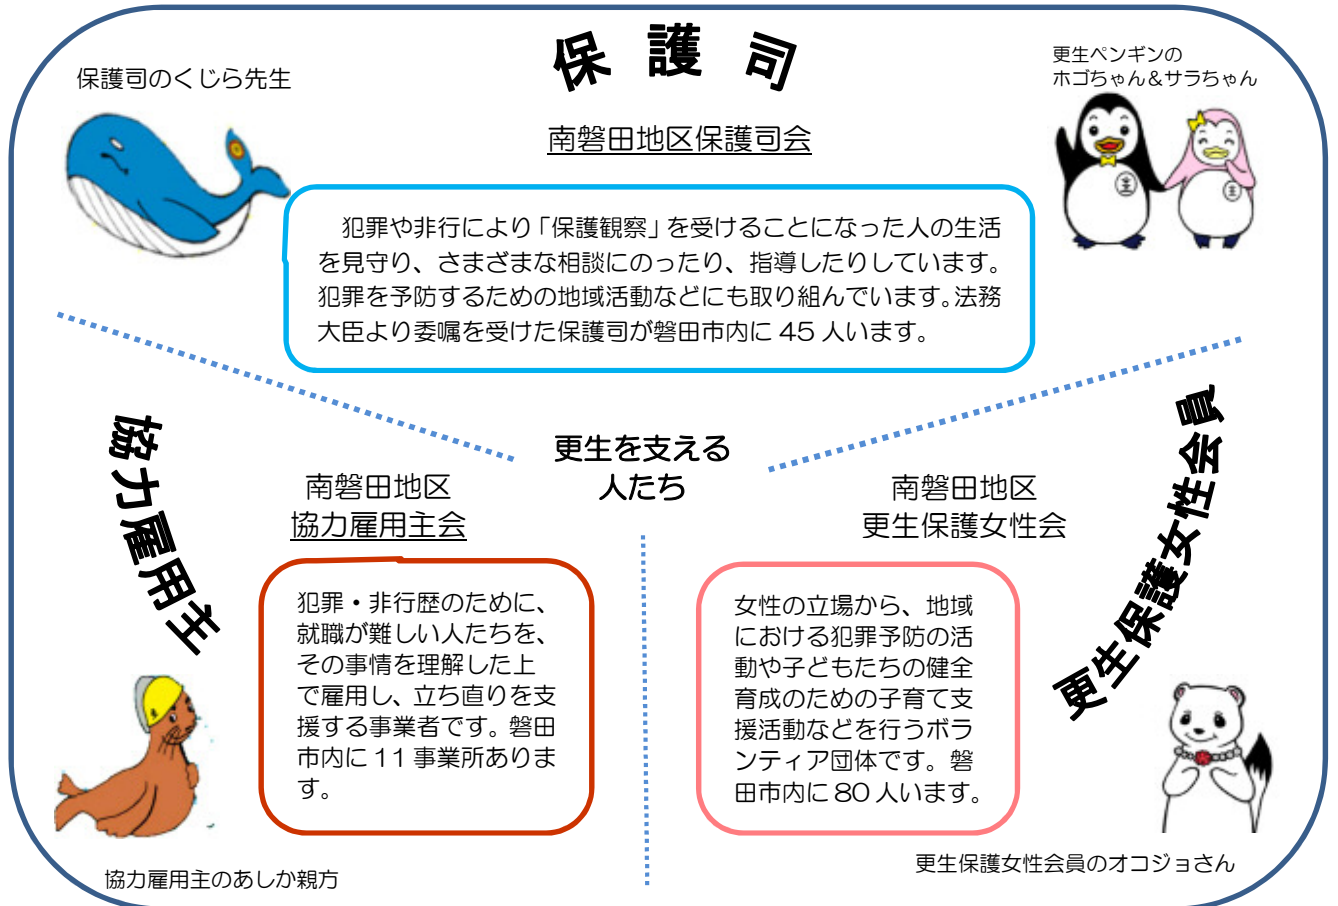 保護司
保護司のくじら先生
更生ペンギンの
ホゴちゃん&サラちゃん
南磐田地区保護司会
犯罪や非行により「保護観察」を受けることになった人の生活
を見守り、さまざまな相談にのったり、指導したりしています。
犯罪を予防するための地域活動などにも取り組んでいます。法務
大臣より委嘱を受けた保護司が磐田市内に 45 人います。
更生を支える
人たち
協力雇用主
南磐田地区
協力雇用主会
犯罪・非行歴のために、
就職が難しい人たちを、
その事情を理解した上
で雇用し、立ち直りを支
援する事業者です。磐田
市内に 11 事業所ありま
す。
協力雇用主のあしか親方
更生保護女性会員
南磐田地区
更生保護女性会
女性の立場から、地域
における犯罪予防の活
動や子どもたちの健全
育成のための子育て支
援活動などを行うボラ
ンティア団体です。磐
田市内に 80 人います。
更生保護女性会員のオコジョさん